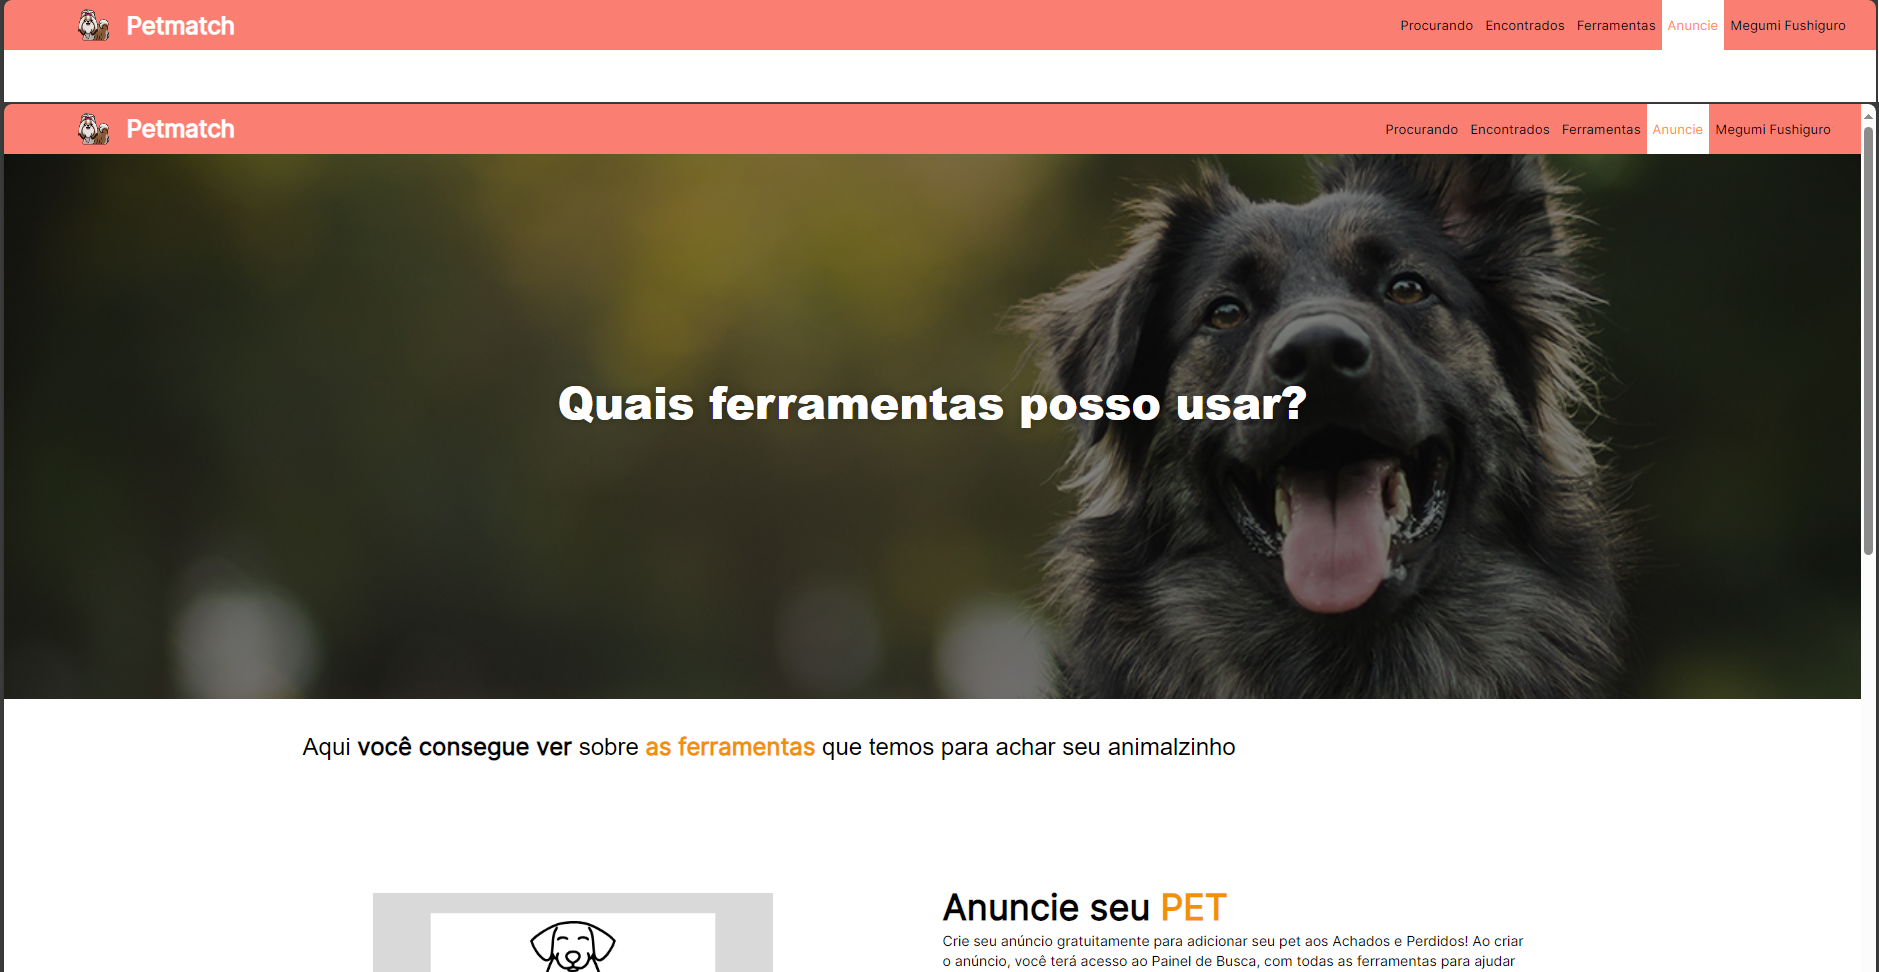 Petmatch
Procurando Encontrados Ferramentas Anuncie Megumi Fushiguro
Petmatch
Procurando Encontrados Ferramentas Anuncie Megumi Fushiguro
Quais ferramentas posso usar?
Aqui você consegue ver sobre as ferramentas que temos para achar seu animalzinho
Anuncie seu PET
Crie seu anúncio gratuitamente para adicionar seu pet aos Achados e Perdidos! Ao criar
o anúncio, você terá acesso ao Painel de Busca, com todas as ferramentas para ajudar